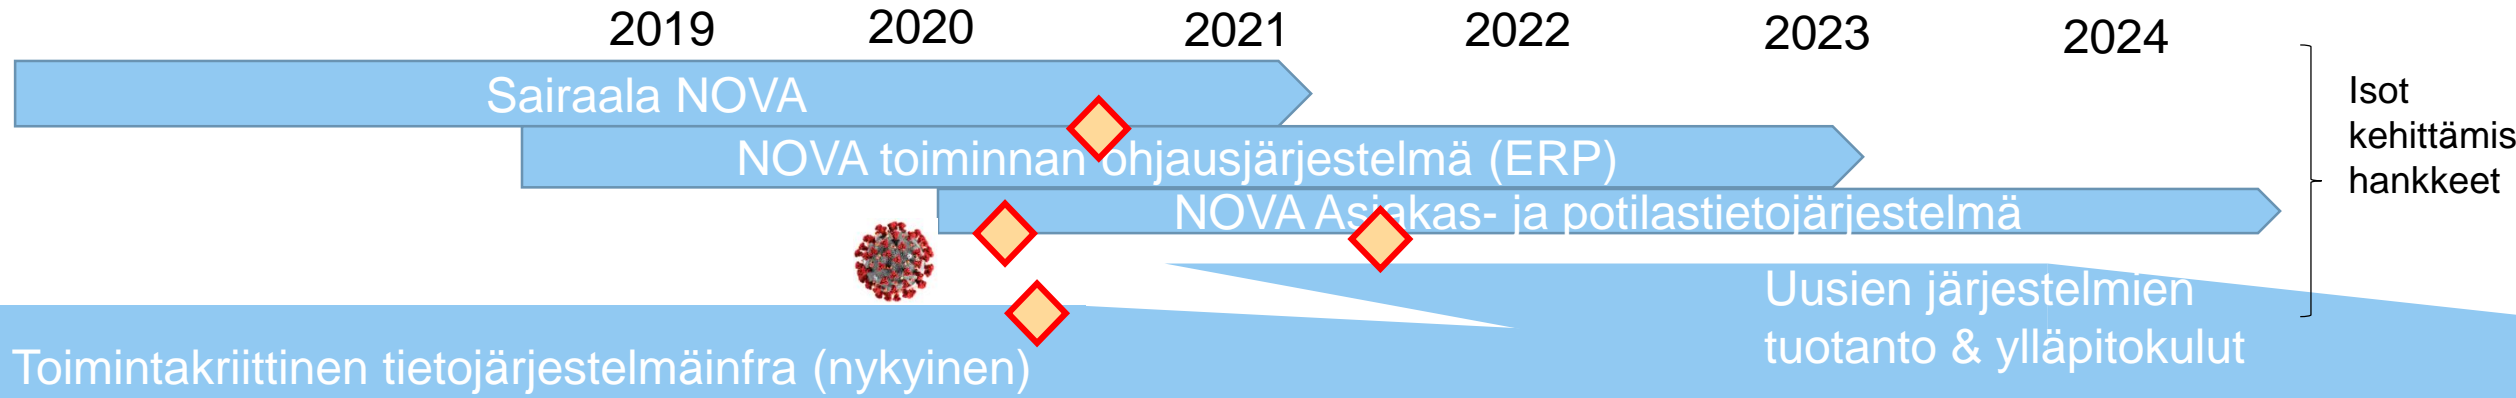 2019 2020 2021 2022 2023 2024
Sairaala NOVA
NOVA toiminnan ohjausjärjestelmä (ERP)
NOVA Asiakas- ja potilastietojärjestelmä
Isot
kehittämis
hankkeet
Uusien järjestelmien
tuotanto & ylläpitokulut
Toimintakriittinen tietojärjestelmäinfra (nykyinen)